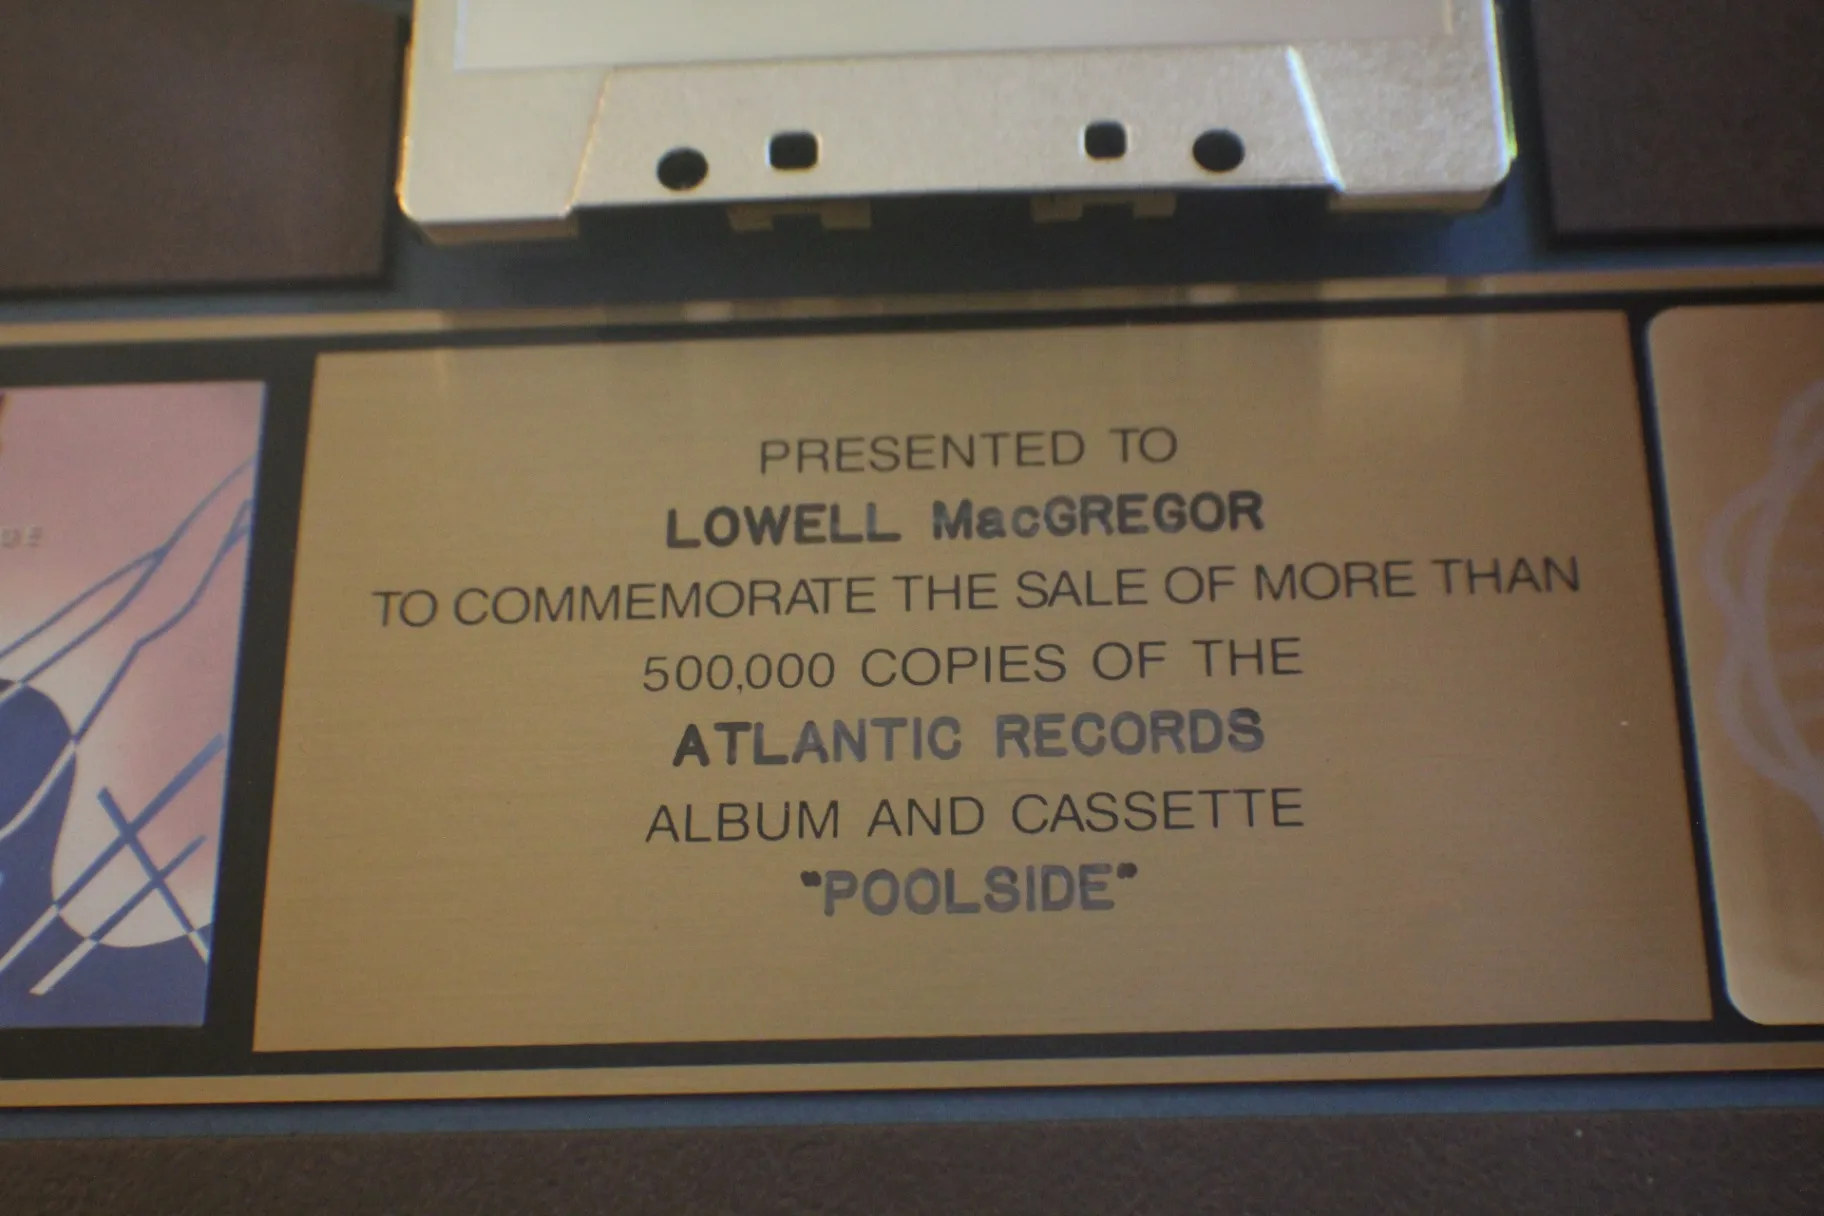 PRESENTED TO
LOWELL MacGREGOR
TO COMMEMORATE THE SALE OF MORE THAN
500,000 COPIES OF THE
ATLANTIC RECORDS
ALBUM AND CASSETTE
"POOLSIDE"